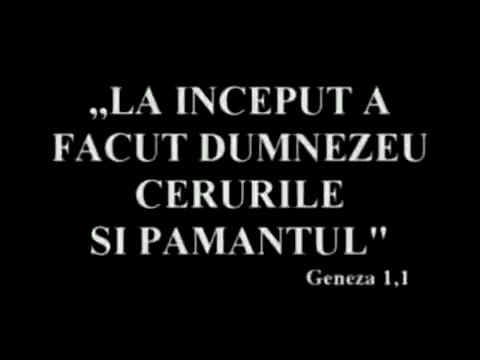 „LA INCEPUT A
FACUT DUMNEZEU
CERURILE
SI PAMANTUL"
Geneza 1,1